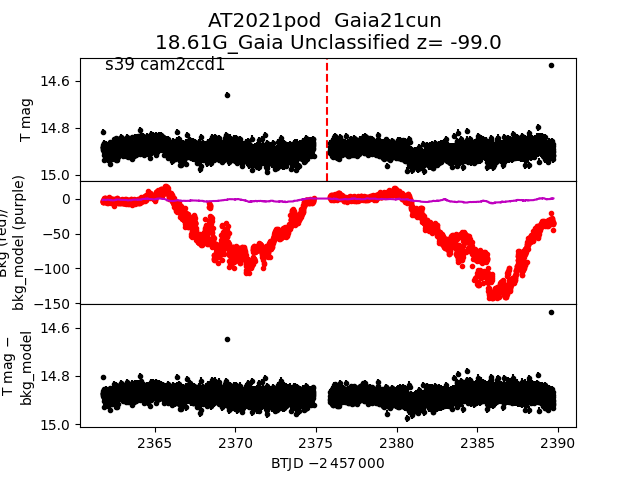 AT2021pod  Gaia21cun
18.61G_Gaia Unclassified z= -99.0
s39 cam2ccd1
14.6
14.8
15.0
T mag
0
−50
−100
−150
Bkg (red)/
bkg_model (purple)
14.6
14.8
15.0
T mag −
bkg_model
2365 2370 2375 2380 2385 2390
BTJD −2 457 000